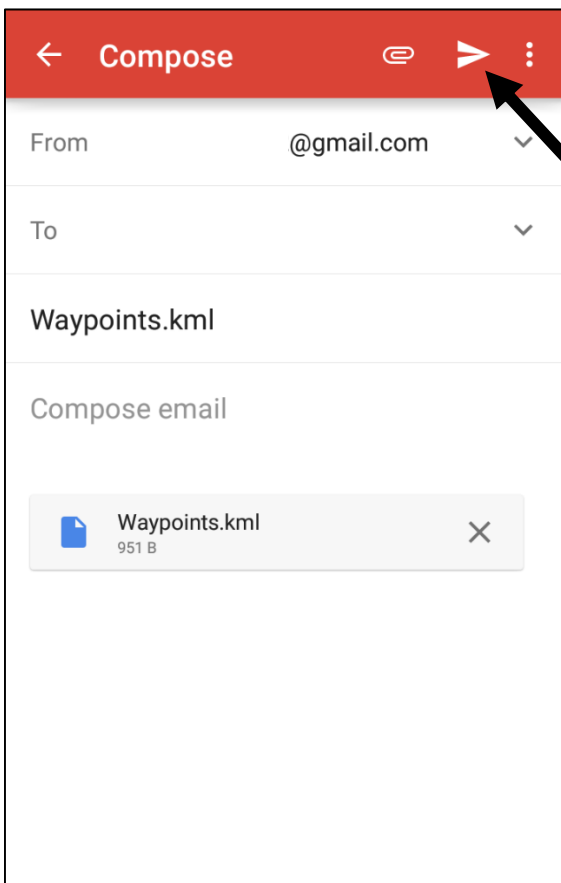 Compose
From @gmail.com
To
Waypoints.kml
Compose email
Waypoints.kml
951 B